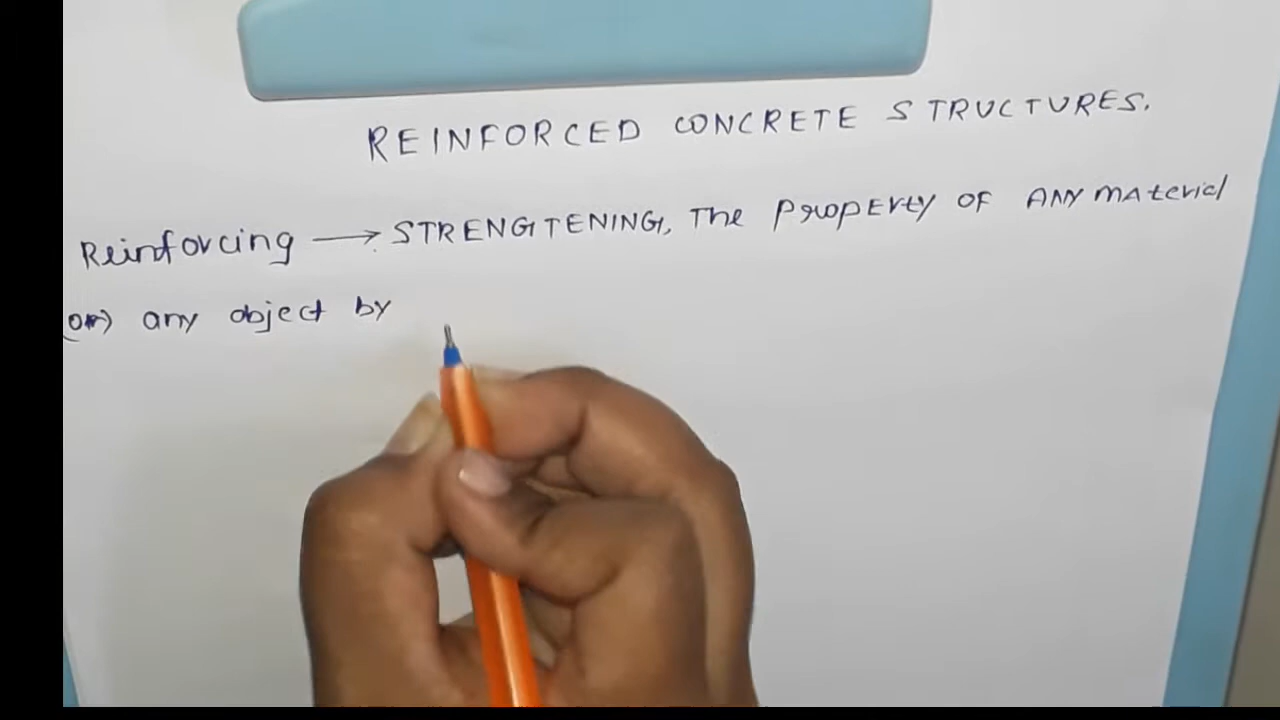 REINFORCED CONCRETE STRUCTURES.
Reinforcing → STRENGTENING, The PropERty OF ANY mAterial
(or) any object by